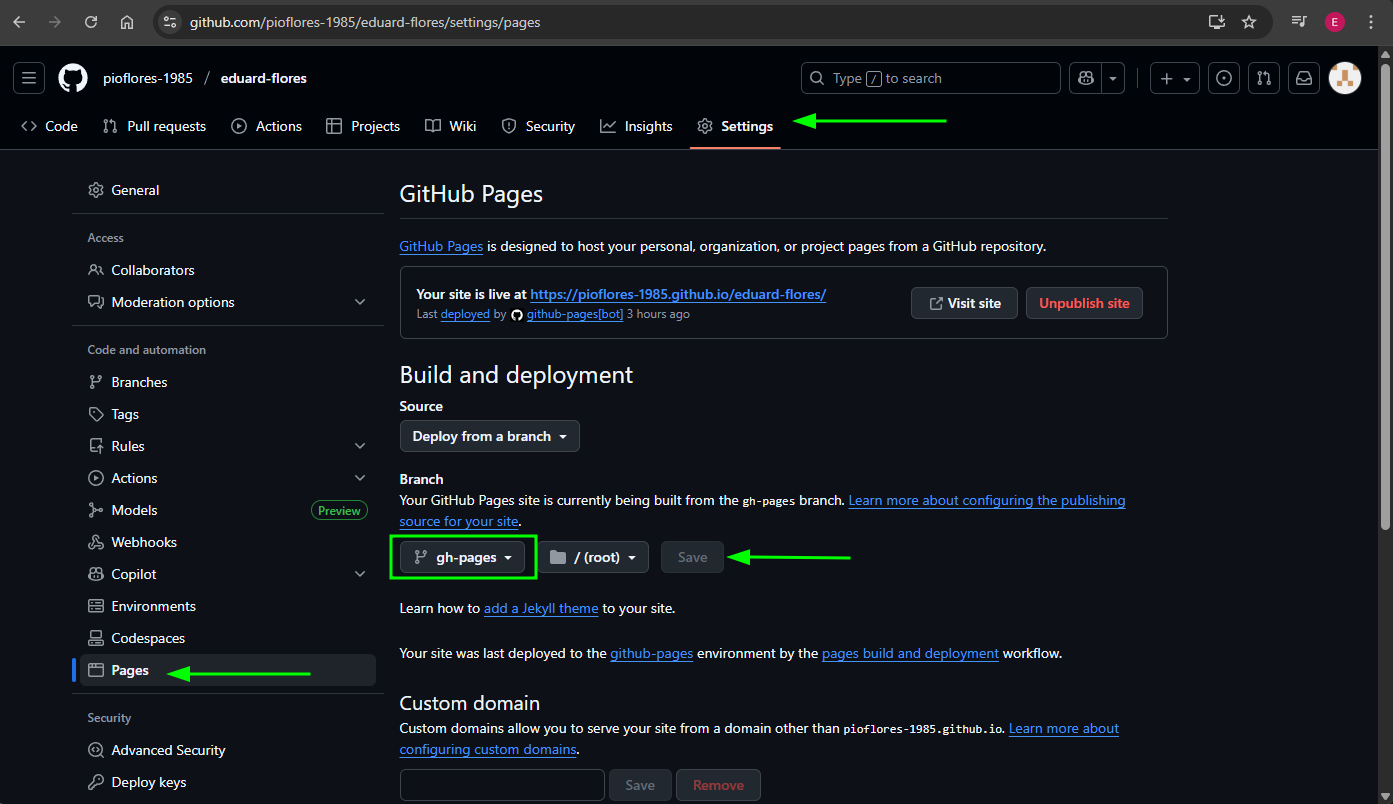 github.com/pioflores-1985/eduard-flores/settings/pages
E
pioflores-1985 / eduard-flores
Type / to search
Code Pull requests Actions Projects Wiki Security Insights Settings
General
Access
Collaborators
Moderation options
Code and automation
Branches
Tags
Rules
Actions
Models Preview
Webhooks
Copilot
Environments
Codespaces
Pages
Security
Advanced Security
Deploy keys
GitHub Pages
GitHub Pages is designed to host your personal, organization, or project pages from a GitHub repository.
Your site is live at https://pioflores-1985.github.io/eduard-flores/
Last deployed by github-pages[bot] 3 hours ago
Visit site
Unpublish site
Build and deployment
Source
Deploy from a branch
Branch
Your GitHub Pages site is currently being built from the gh-pages branch. Learn more about configuring the publishing
source for your site.
gh-pages / (root) Save
Learn how to add a Jekyll theme to your site.
Your site was last deployed to the github-pages environment by the pages build and deployment workflow.
Custom domain
Custom domains allow you to serve your site from a domain other than pioflores-1985.github.io. Learn more about
configuring custom domains.
Save Remove